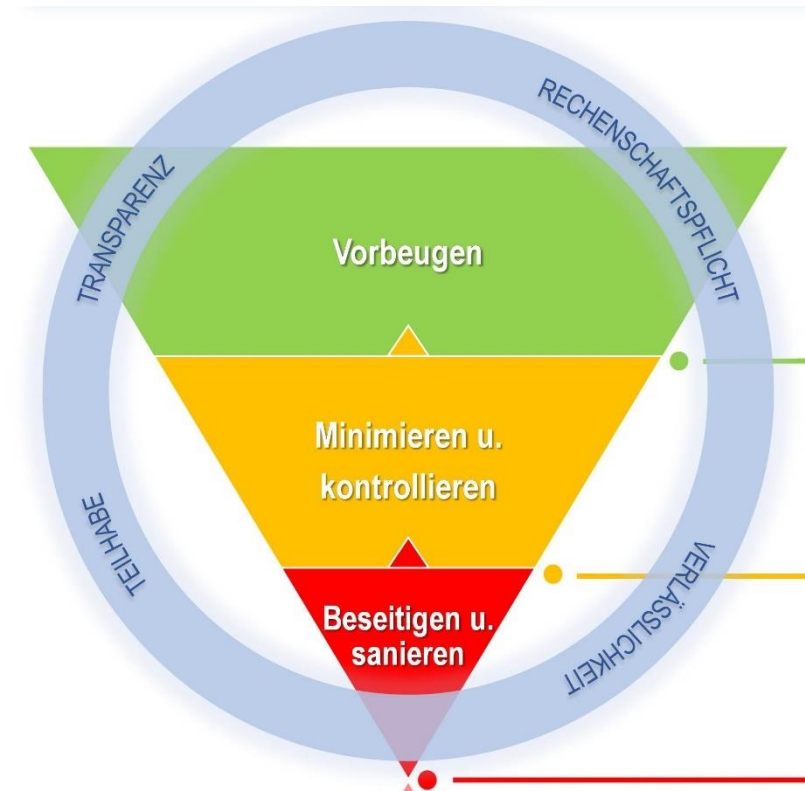 RECHENSCHAFTSPFLICHT
TRANSPARENZ
Vorbeugen
Minimieren u.
kontrollieren
TEILHABE
VERLÄSSLICHKEIT
Beseitigen u.
sanieren